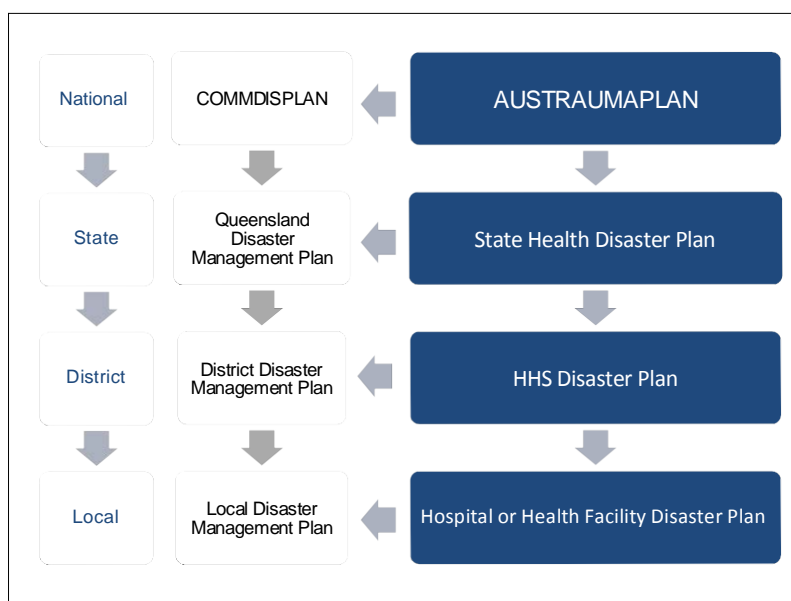 National
COMMDISPLAN
AUSTRAUMAPLAN
State
Queensland
Disaster
Management Plan
State Health Disaster Plan
District
District Disaster
Management Plan
HHS Disaster Plan
Local
Local Disaster
Management Plan
Hospital or Health Facility Disaster Plan